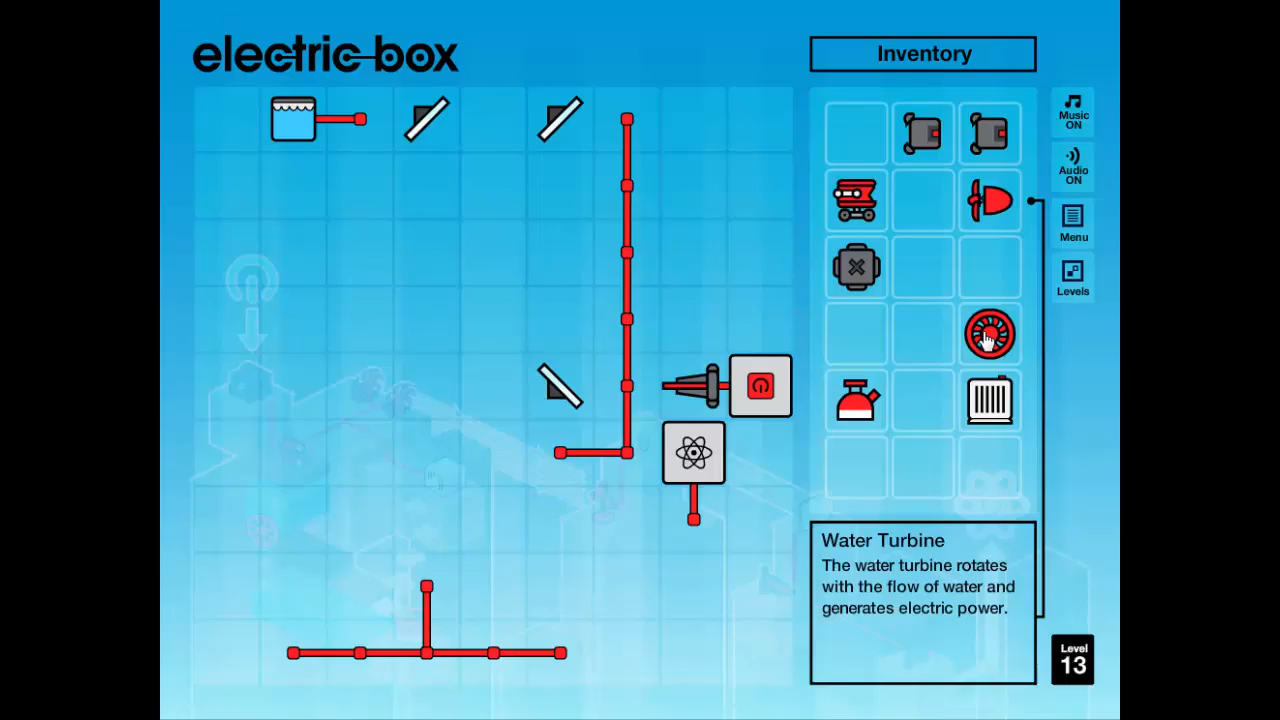 electric box
Inventory
Music
ON
Audio
ON
Menu
Levels
Water Turbine
The water turbine rotates
with the flow of water and
generates electric power.
Level
13